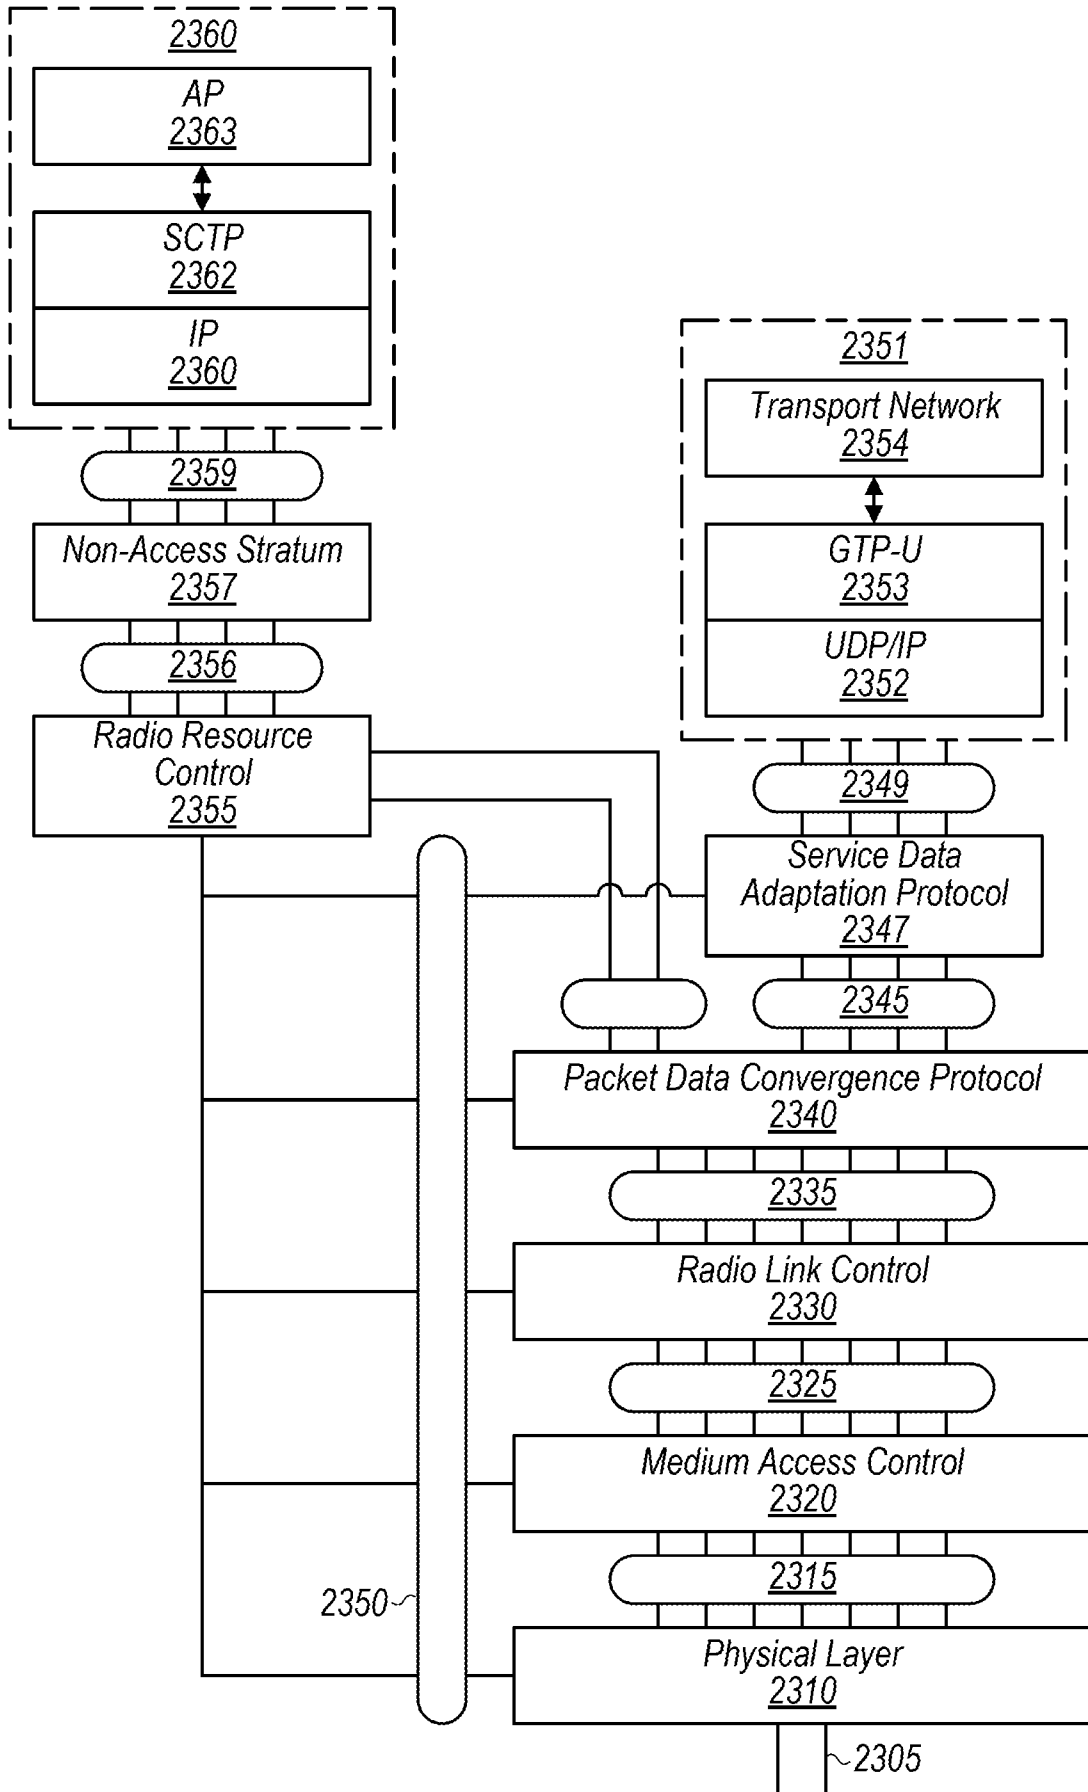 2360
AP
2363
SCTP
2362
IP
2360
2359
Non-Access Stratum
2357
2356
Radio Resource
Control
2355
2351
Transport Network
2354
GTP-U
2353
UDP/IP
2352
2349
Service Data
Adaptation Protocol
2347
2345
Packet Data Convergence Protocol
2340
2335
Radio Link Control
2330
2325
Medium Access Control
2320
2315
2350
Physical Layer
2310
2305